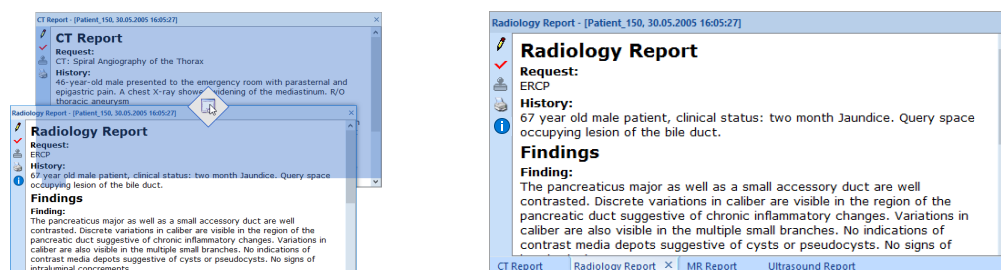 CT Report - [Patient_150, 30.05.2005 16:05:27]
CT Report
Request:
CT: Spiral Angiography of the Thorax
History:
46-year-old male presented to the emergency room with parasternal and
epigastric pain. A chest X-ray showed widening of the mediastinum. R/O
thoracic aneurysm
Radiology Report - [Patient_150, 30.05.2005 16:05:27]
Radiology Report
Request:
ERCP
History:
67 year old male patient, clinical status: two month Jaundice. Query space
occupying lesion of the bile duct.
Findings
Finding:
The pancreaticus major as well as a small accessory duct are well
contrasted. Discrete variations in caliber are visible in the region of the
pancreatic duct suggestive of chronic inflammatory changes. Variations in
caliber are also visible in the multiple small branches. No indications of
contrast media depots suggestive of cysts or pseudocysts. No signs of
intraluminal concrements.
Radiology Report - [Patient_150, 30.05.2005 16:05:27]
Radiology Report
Request:
ERCP
History:
67 year old male patient, clinical status: two month Jaundice. Query space
occupying lesion of the bile duct.
Findings
Finding:
The pancreaticus major as well as a small accessory duct are well
contrasted. Discrete variations in caliber are visible in the region of the
pancreatic duct suggestive of chronic inflammatory changes. Variations in
caliber are also visible in the multiple small branches. No indications of
contrast media depots suggestive of cysts or pseudocysts. No signs of
CT Report Radiology Report MR Report Ultrasound Report